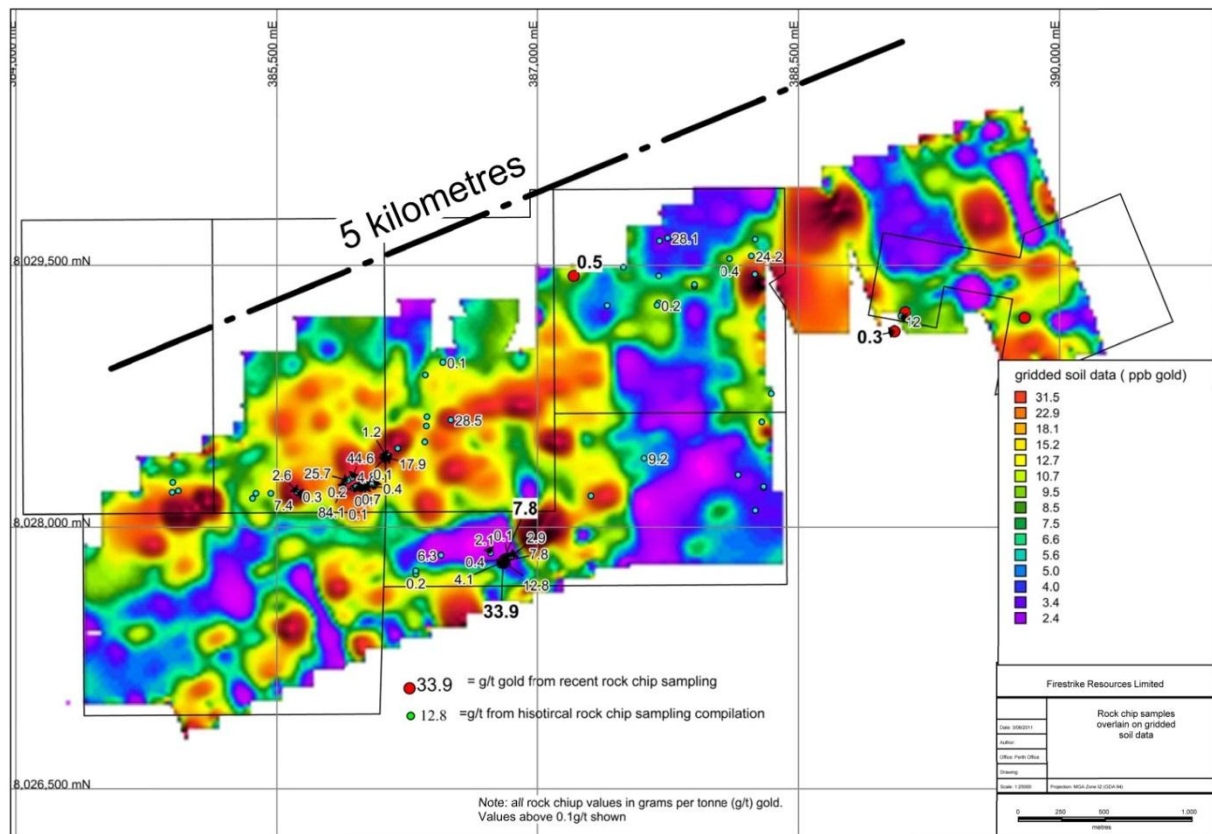 385,500 mE
387,000 mE
388,500 mE
390,000 mE
5 kilometres
8,029,500 mN
28.1
24.2
0.4
0.5
0.2
12
0.3
0.1
28.5
1.2
44.6
17.9
2.6
25.7
0.1
0.2
0.3
0.4
7.4
84.1
0.1
9.2
8,028,000 mN
7.8
0.1
2.1
2.9
6.3
0.4
7.8
0.2
4.1
12.8
33.9
gridded soil data ( ppb gold)
31.5
22.9
18.1
15.2
12.7
10.7
9.5
8.5
7.5
6.6
5.6
5.0
4.0
3.4
2.4
33.9 = g/t gold from recent rock chip sampling
12.8 =g/t from hisotircal rock chip sampling compilation
8,026,500 mN
Note: all rock chiup values in grams per tonne (g/t) gold.
Values above 0.1g/t shown
Firestrike Resources Limited
Rock chip samples
overlain on gridded
soil data
Author:
Office: Perth Office
Drawing:
Projection: MGA Zone 52 (GDA 94)
0 250 500 1,000
metres